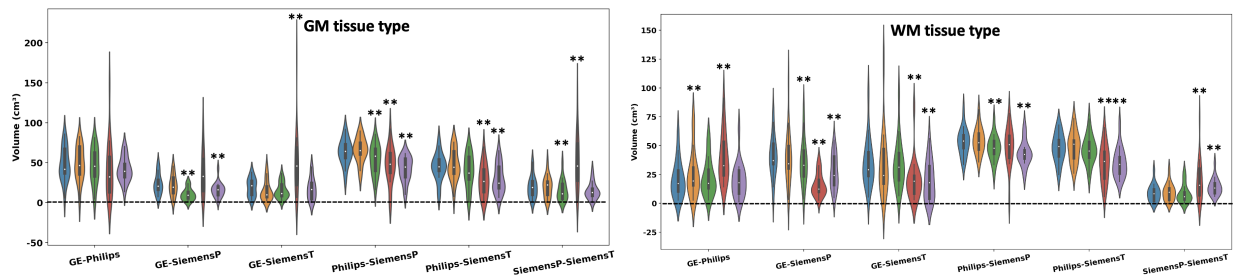 GM tissue type
Volume (cm³)
200
150
100
50
0
-50
**
**
**
**
**
**
**
**
**
**
**
GE-Philips
GE-SiemensP
GE-SiemensT
Philips-SiemensP
Philips-SiemensT
SiemensP-SiemensT
WM tissue type
Volume (cm³)
150
125
100
75
50
25
0
-25
**
**
**
**
**
**
**
**
**
****
**
**
GE-Philips
GE-SiemensP
GE-SiemensT
Philips-SiemensP
Philips-SiemensT
SiemensP-SiemensT